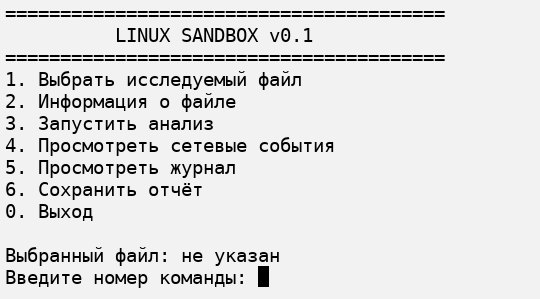 ========================================
LINUX SANDBOX v0.1
========================================
1. Выбрать исследуемый файл
2. Информация о файле
3. Запустить анализ
4. Просмотреть сетевые события
5. Просмотреть журнал
6. Сохранить отчёт
0. Выход
Выбранный файл: не указан
Введите номер команды: